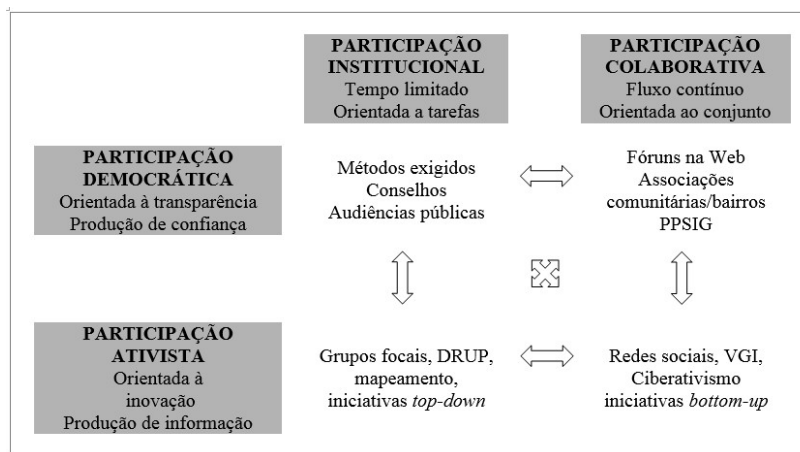 PARTICIPAÇÃO
INSTITUCIONAL
Tempo limitado
Orientada a tarefas
PARTICIPAÇÃO
COLABORATIVA
Fluxo contínuo
Orientada ao conjunto
PARTICIPAÇÃO
DEMOCRÁTICA
Orientada à transparência
Produção de confiança
Métodos exigidos
Conselhos
Audiências públicas
Fóruns na Web
Associações
comunitárias/bairros
PPSIG
PARTICIPAÇÃO
ATIVISTA
Orientada à
inovação
Produção de informação
Grupos focais, DRUP,
mapeamento,
iniciativas top-down
Redes sociais, VGI,
Ciberativismo
iniciativas bottom-up